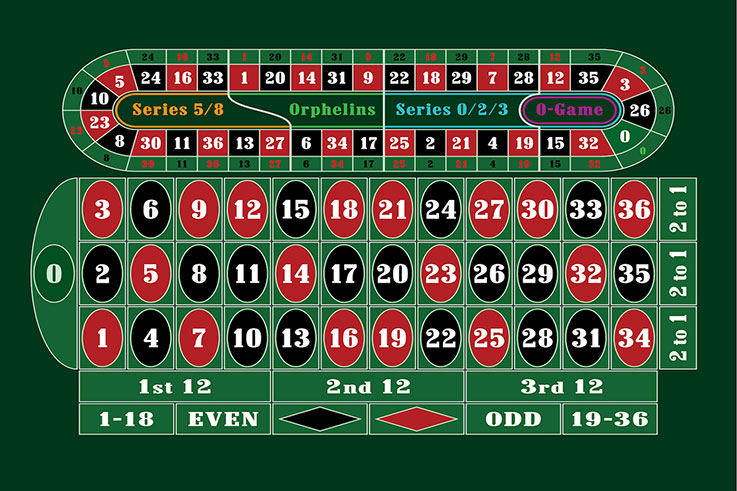 24 16 33 1 20 14 31 9 22 18 29 7 28 12 35
5 5 24 16 33 1 20 14 31 9 22 18 29 7 28 12 35 3 3
10 10 Series 5/8 Orphelins Series 0/2/3 0-Game 26 26
23 23 0 0
8 8 30 11 36 13 27 6 34 17 25 2 21 4 19 15 32
30 11 36 13 27 6 34 17 25 2 21 4 19 15 32
3 6 9 12 15 18 21 24 27 30 33 36 2 to 1
0 2 5 8 11 14 17 20 23 26 29 32 35 2 to 1
1 4 7 10 13 16 19 22 25 28 31 34 2 to 1
1st 12 2nd 12 3rd 12
1-18 EVEN ODD 19-36